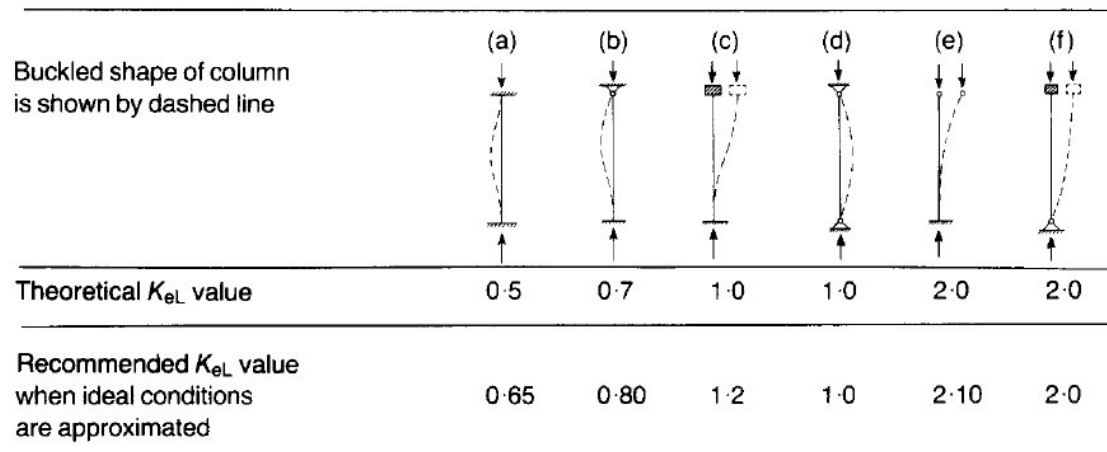 (a) (b) (c) (d) (e) (f)
Buckled shape of column
is shown by dashed line
Theoretical KeL value 0·5 0·7 1·0 1·0 2·0 2·0
Recommended KeL value
when ideal conditions 0·65 0·80 1·2 1·0 2·10 2·0
are approximated